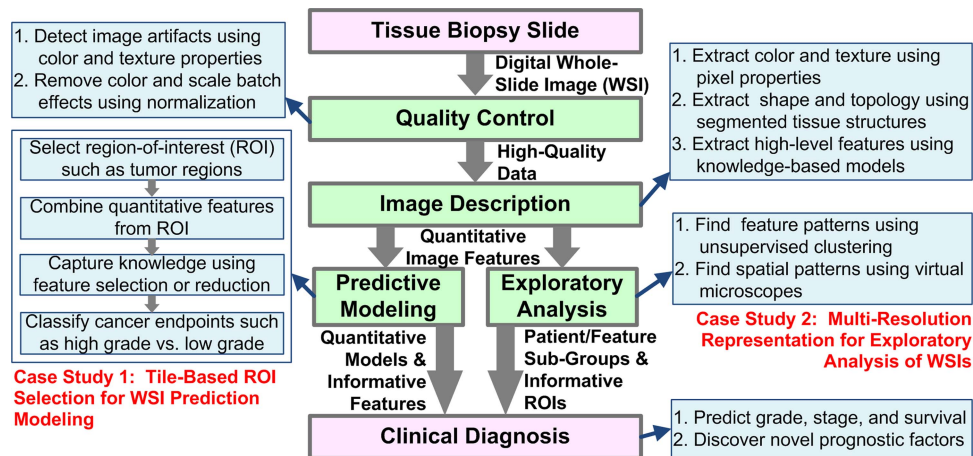 Tissue Biopsy Slide
Digital Whole-
Slide Image (WSI)
1. Detect image artifacts using
color and texture properties
2. Remove color and scale batch
effects using normalization
Quality Control
High-Quality
Data
1. Extract color and texture using
pixel properties
2. Extract shape and topology using
segmented tissue structures
3. Extract high-level features using
knowledge-based models
Image Description
Quantitative
Image Features
Select region-of-interest (ROI)
such as tumor regions
Combine quantitative features
from ROI
Capture knowledge using
feature selection or reduction
Classify cancer endpoints such
as high grade vs. low grade
Case Study 1: Tile-Based ROI
Selection for WSI Prediction
Modeling
Predictive
Modeling
Quantitative
Models &
Informative
Features
Exploratory
Analysis
Patient/Feature
Sub-Groups &
Informative
ROIs
1. Find feature patterns using
unsupervised clustering
2. Find spatial patterns using virtual
microscopes
Case Study 2: Multi-Resolution
Representation for Exploratory
Analysis of WSIs
Clinical Diagnosis
1. Predict grade, stage, and survival
2. Discover novel prognostic factors